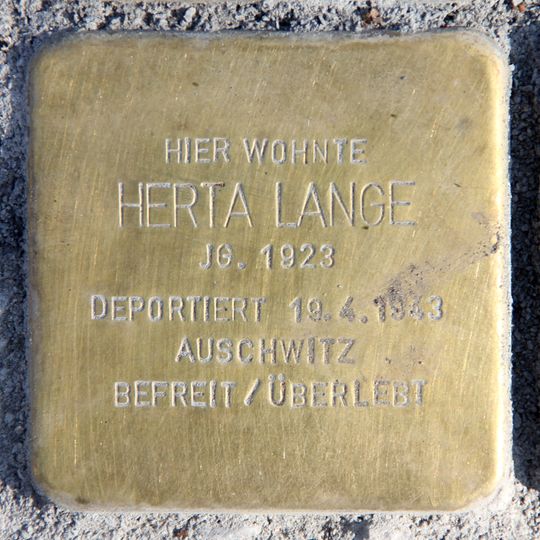 HIER WOHNTE
HERTA LANGE
JG. 1923
DEPORTIERT 19.4.1943
AUSCHWITZ
BEFREIT/ÜBERLEBT